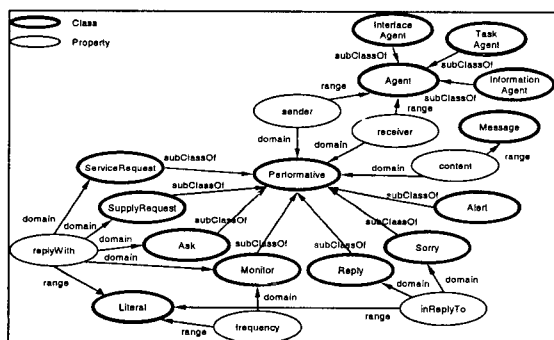 Class
Property
Interface
Agent
Task
Agent
subClassOf
subClassOf
Agent
Information
Agent
subClassOf
range
range
sender
receiver
Message
domain
domain
content
range
domain
ServiceRequest
subClassOf
Performative
subClassOf
SupplyRequest
subClassOf
Alert
domain
domain
subClassOf
subClassOf
replyWith
domain
Ask
subClassOf
subClassOf
Sorry
domain
Monitor
Reply
domain
domain
range
domain
Literal
range
inReplyTo
range
frequency